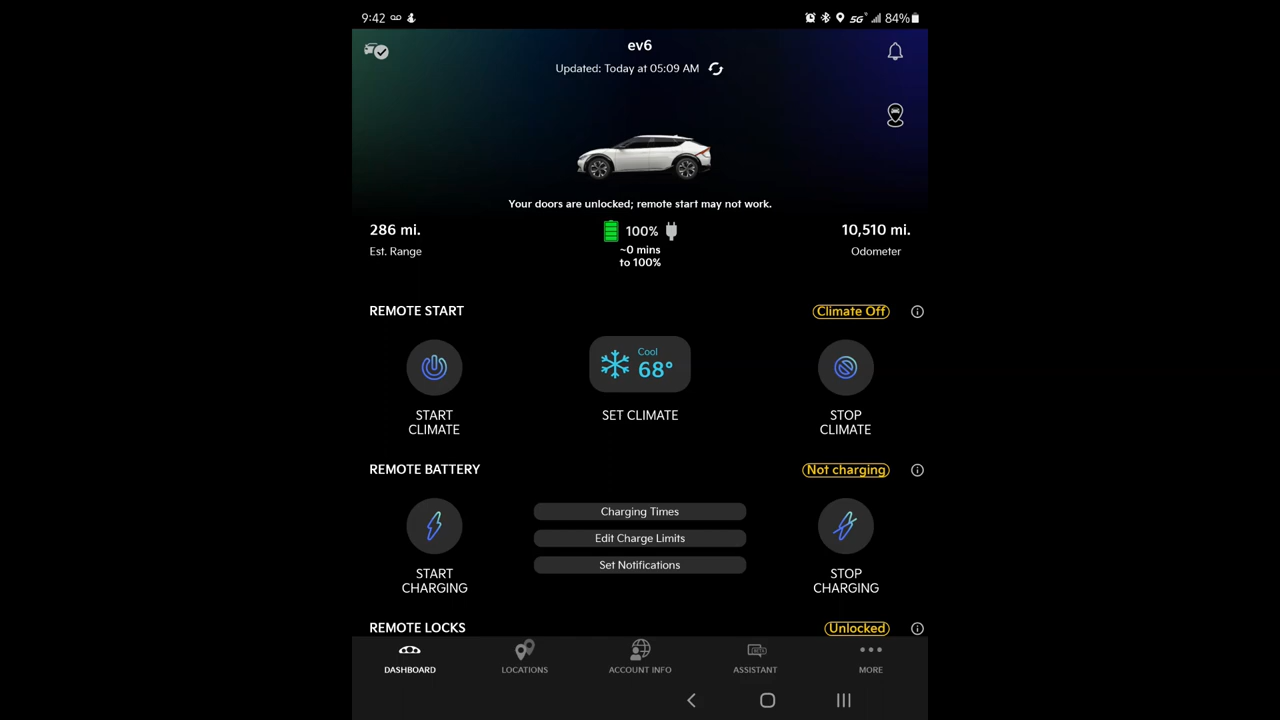 9:42
5G
84%
ev6
Updated: Today at 05:09 AM
Your doors are unlocked; remote start may not work.
286 mi.
100%
10,510 mi.
Est. Range
~0 mins
to 100%
Odometer
REMOTE START
Climate Off
Cool
68°
START
CLIMATE
SET CLIMATE
STOP
CLIMATE
REMOTE BATTERY
Not charging
Charging Times
Edit Charge Limits
Set Notifications
START
CHARGING
STOP
CHARGING
REMOTE LOCKS
Unlocked
DASHBOARD
LOCATIONS
ACCOUNT INFO
ASSISTANT
MORE